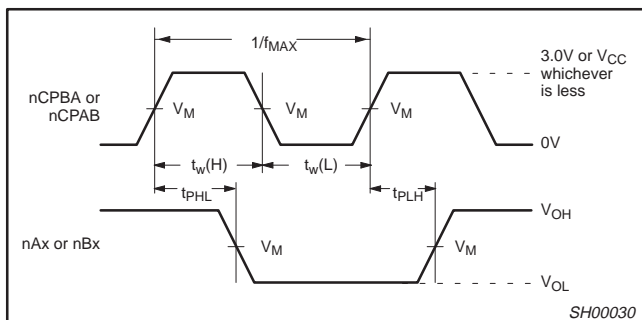 1/fMAX
3.0V or VCC
whichever
is less
nCPBA or
nCPAB
VM
VM
VM
0V
tw(H)
tw(L)
tPHL
tPLH
VOH
nAx or nBx
VM
VM
VOL
SH00030